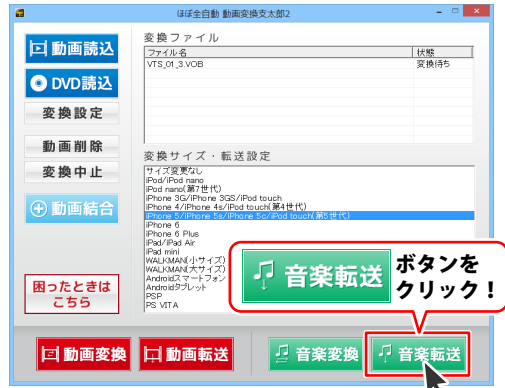 ほぼ全自動 動画変換支太郎2
動画読込
DVD読込
変換設定
動画削除
変換中止
動画結合
困ったときは
こちら
変換ファイル
ファイル名
状態
VTS_01_3.VOB
変換待ち
変換サイズ・転送設定
サイズ変更なし
iPod/iPod nano
iPod nano(第7世代)
iPhone 3G/iPhone 3GS/iPod touch
iPhone 4/iPhone 4s/iPod touch(第4世代)
iPhone 5/iPhone 5s/iPhone 5c/iPod touch(第5世代)
iPhone 6
iPhone 6 Plus
iPad/iPad Air
iPad mini
WALKMAN(小サイズ)
WALKMAN(大サイズ)
Androidスマートフォン
Androidタブレット
PSP
PS VITA
音楽転送
ボタンを
クリック！
動画変換
動画転送
音楽変換
音楽転送